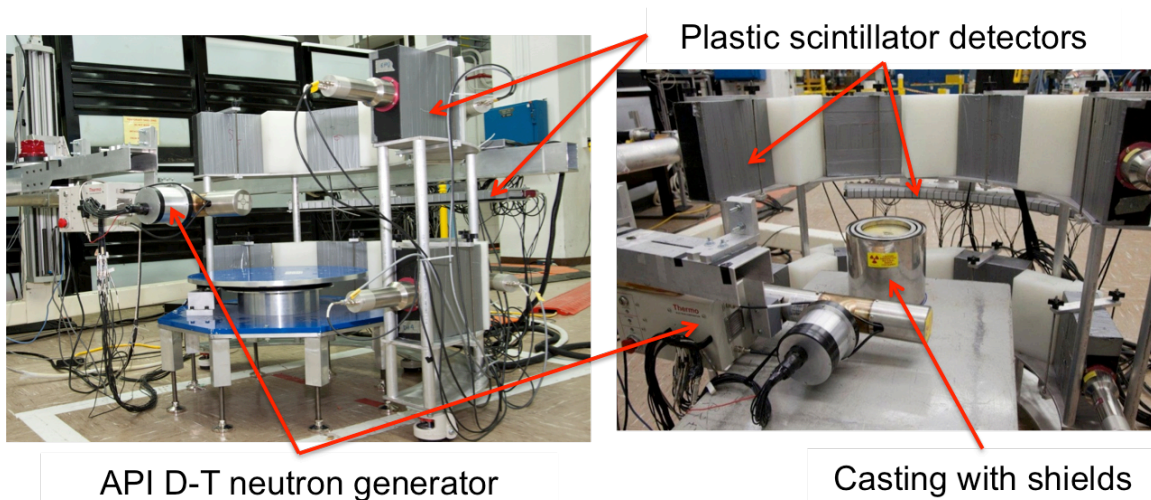 Plastic scintillator detectors
Thermo
Thermo
API D-T neutron generator
Casting with shields